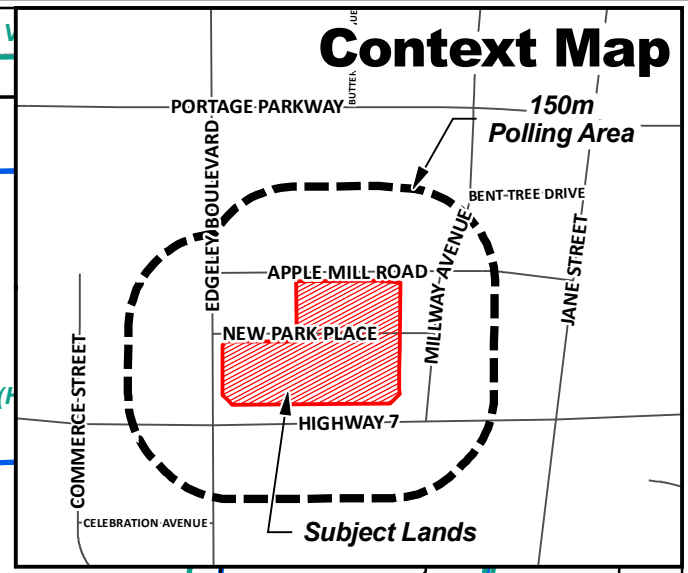 Context Map
PORTAGE PARKWAY
150m
Polling Area
EDGELEY BOULEVARD
BENT-TREE DRIVE
MILLWAY AVENUE
JANE STREET
APPLE MILL ROAD
NEW PARK PLACE
COMMERCE STREET
HIGHWAY 7
CELEBRATION AVENUE
Subject Lands